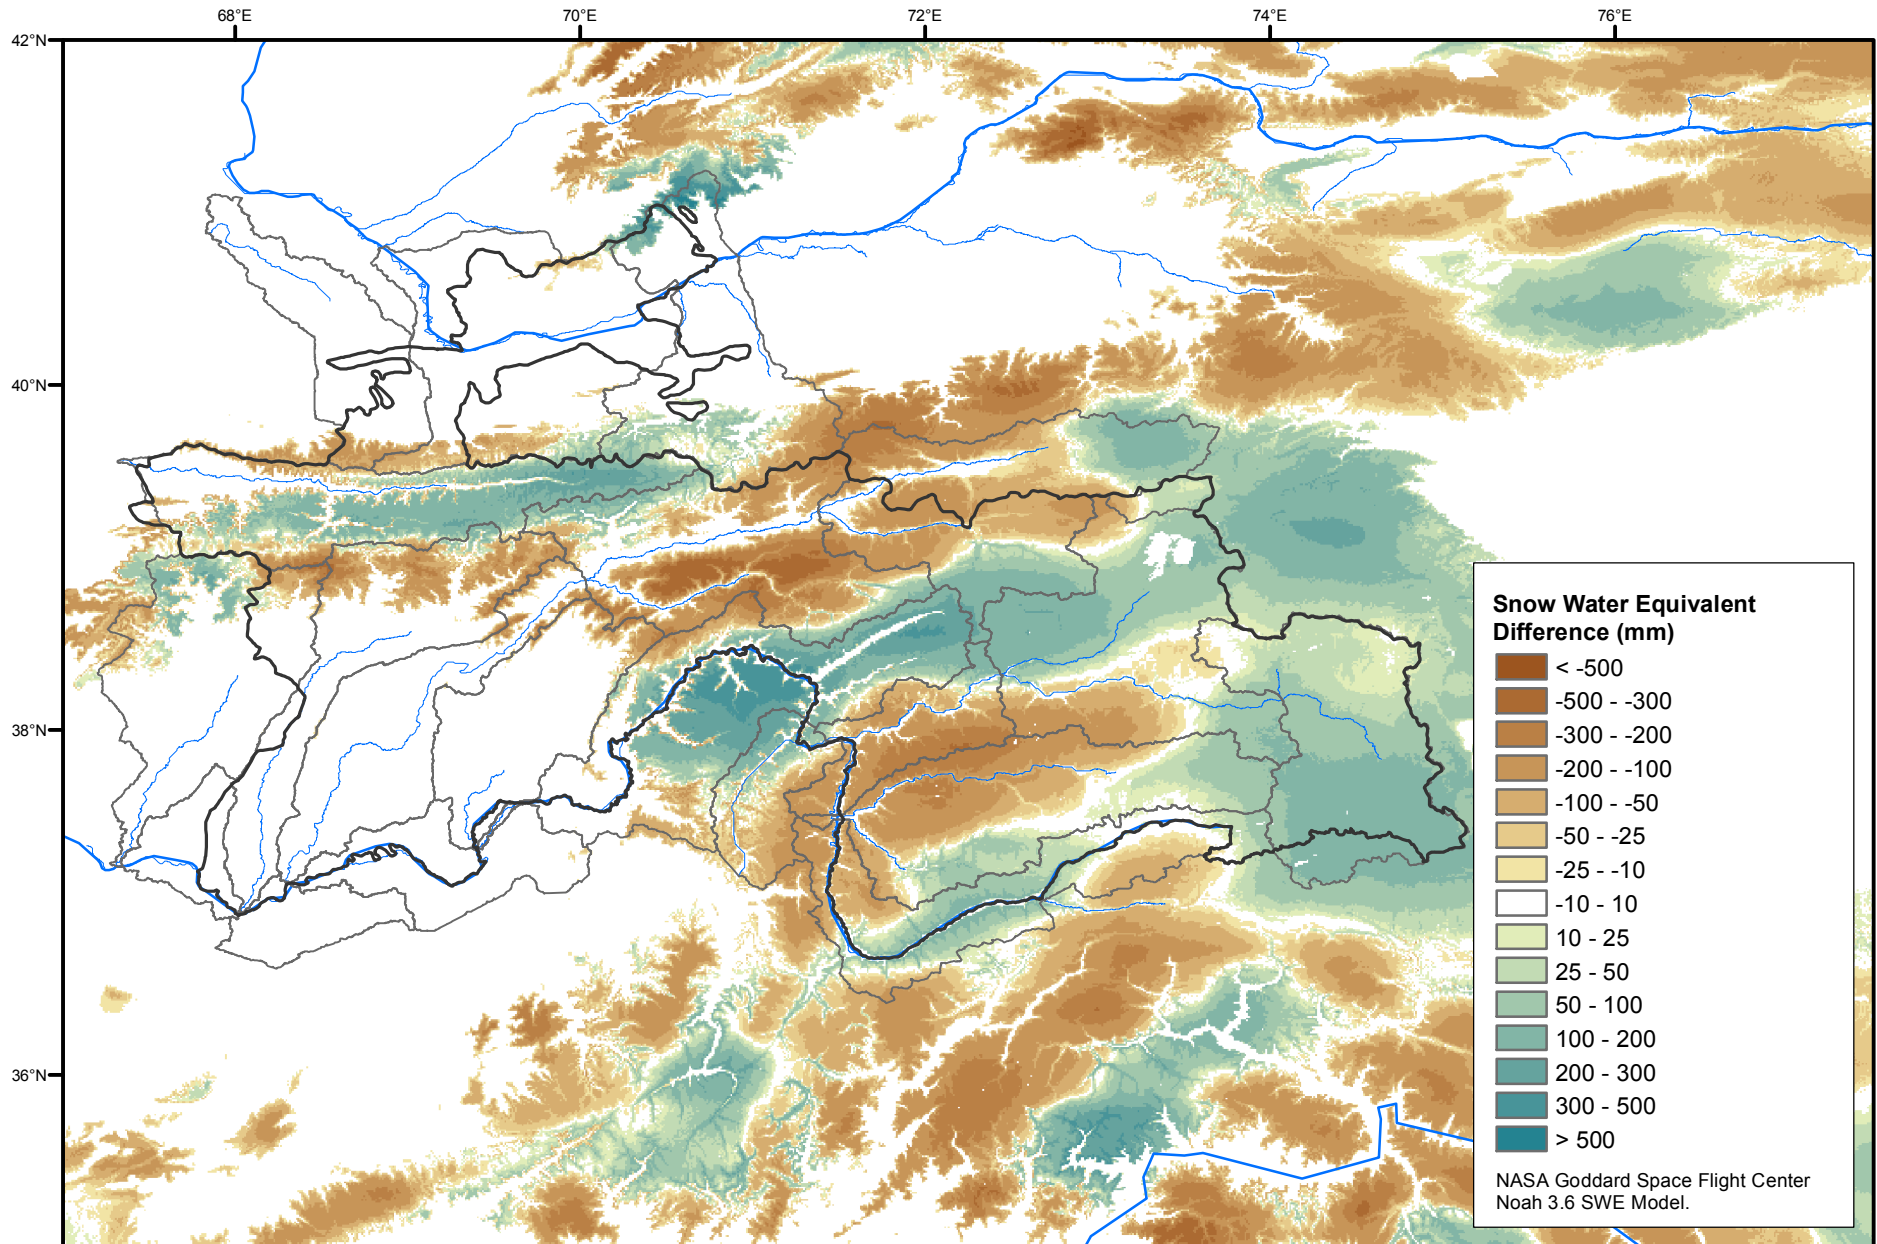 68°E
70°E
72°E
74°E
76°E
42°N
40°N
38°N
36°N
Snow Water Equivalent
Difference (mm)
< -500
-500 - -300
-300 - -200
-200 - -100
-100 - -50
-50 - -25
-25 - -10
-10 - 10
10 - 25
25 - 50
50 - 100
100 - 200
200 - 300
300 - 500
> 500
NASA Goddard Space Flight Center
Noah 3.6 SWE Model.